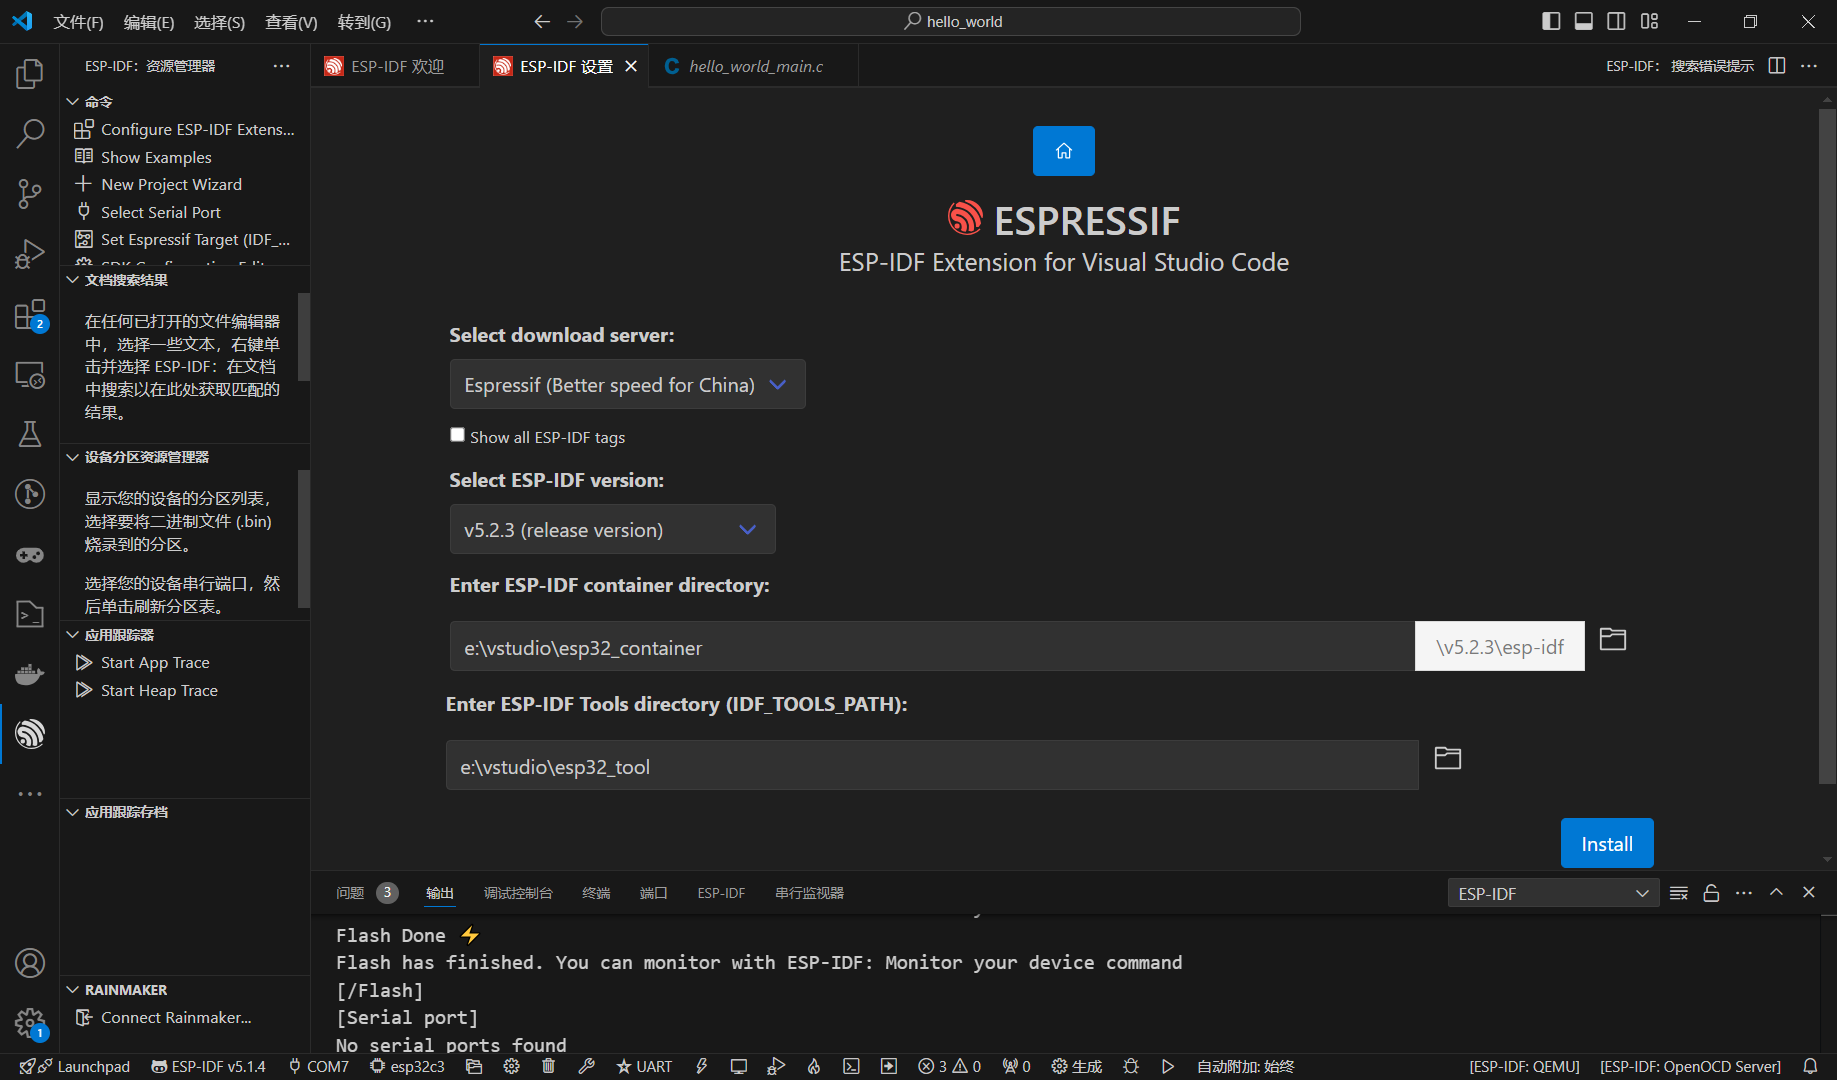 文件(F) 编辑(E) 选择(S) 查看(V) 转到(G) ··· hello_world
ESP-IDF：资源管理器
ESP-IDF 欢迎
ESP-IDF 设置
hello_world_main.c
ESP-IDF： 搜索错误提示
命令
Configure ESP-IDF Extens...
Show Examples
New Project Wizard
Select Serial Port
Set Espressif Target (IDF_...
文档搜索结果
在任何已打开的文件编辑器
中，选择一些文本，右键单
击并选择 ESP-IDF：在文档
中搜索以在此处获取匹配的
结果。
设备分区资源管理器
显示您的设备的分区列表，
选择要将二进制文件 (.bin)
烧录到的分区。
选择您的设备串行端口，然
后单击刷新分区表。
应用跟踪器
Start App Trace
Start Heap Trace
应用跟踪存档
RAINMAKER
Connect Rainmaker...
2
1
ESPRESSIF
ESP-IDF Extension for Visual Studio Code
Select download server:
Espressif (Better speed for China)
Show all ESP-IDF tags
Select ESP-IDF version:
v5.2.3 (release version)
Enter ESP-IDF container directory:
e:\vstudio\esp32_container
\v5.2.3\esp-idf
Enter ESP-IDF Tools directory (IDF_TOOLS_PATH):
e:\vstudio\esp32_tool
Install
问题 3 输出 调试控制台 终端 端口 ESP-IDF 串行监视器 ESP-IDF
Flash Done ⚡
Flash has finished. You can monitor with ESP-IDF: Monitor your device command
[/Flash]
[Serial port]
No serial ports found
Launchpad ESP-IDF v5.1.4 COM7 esp32c3 UART 3 0 0 生成 自动附加: 始终 [ESP-IDF: QEMU] [ESP-IDF: OpenOCD Server]